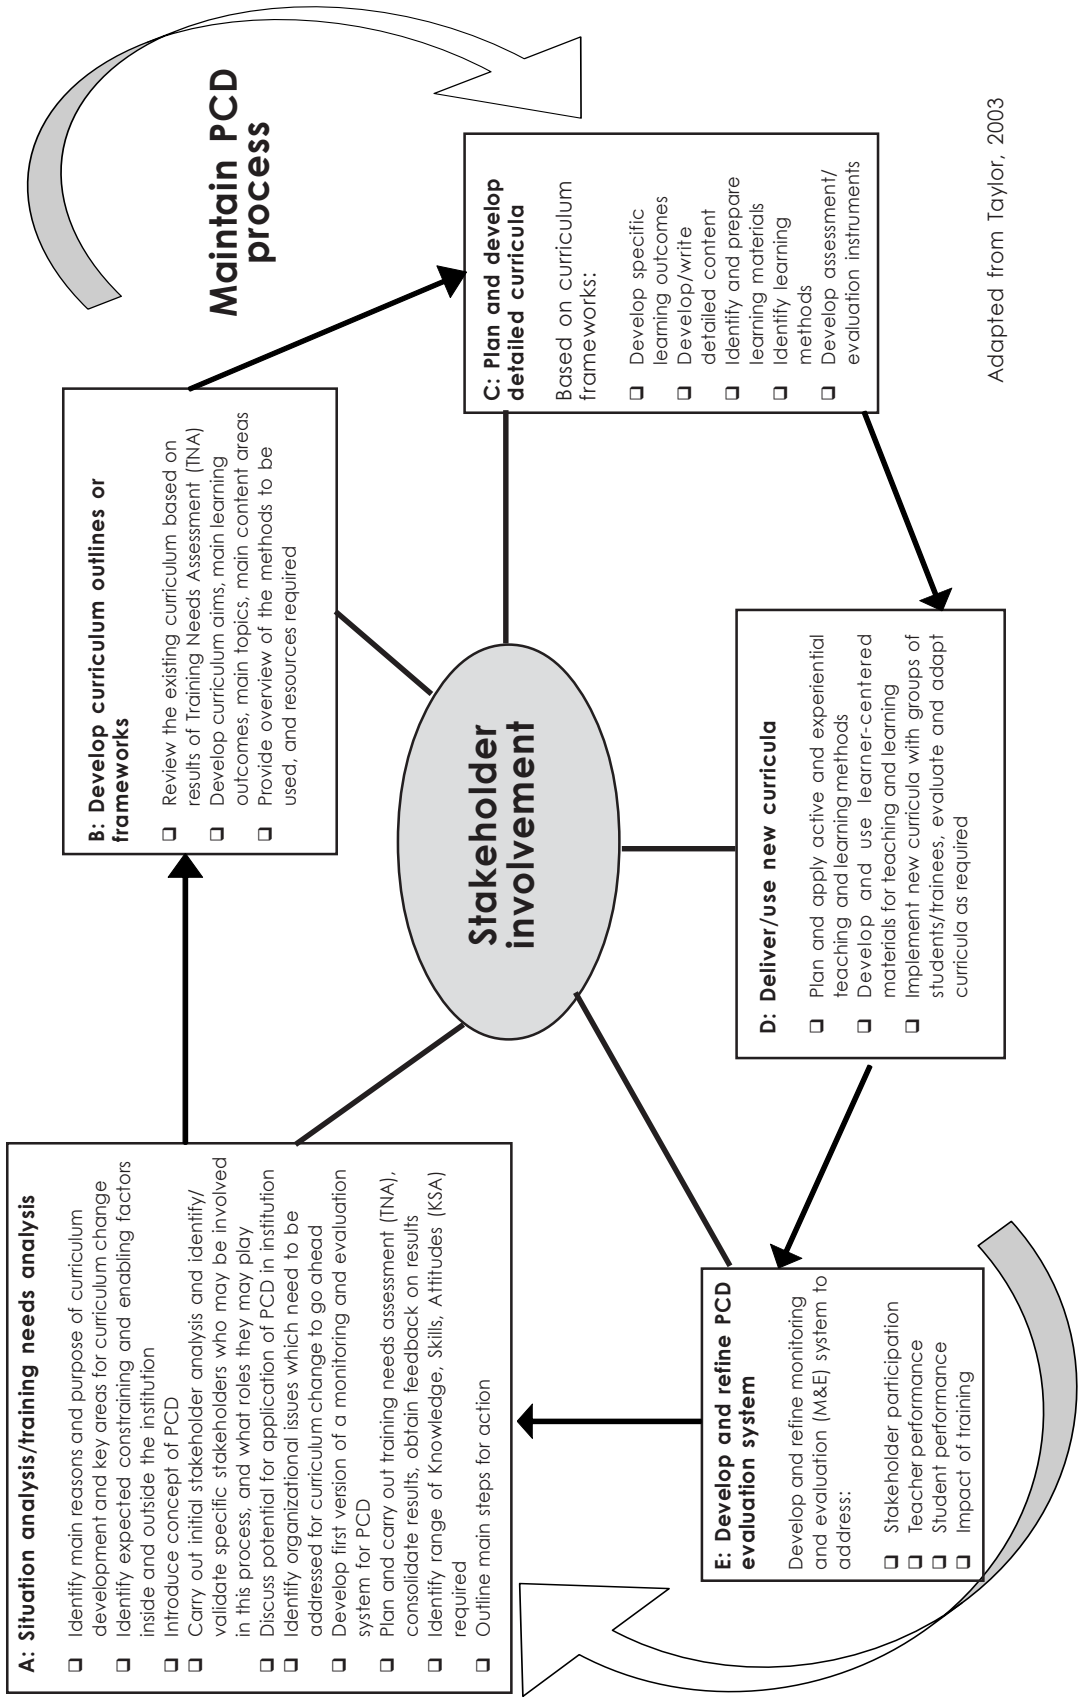 A: Situation analysis/training needs analysis
❑ Identify main reasons and purpose of curriculum
development and key areas for curriculum change
❑ Identify expected constraining and enabling factors
inside and outside the institution
❑ Introduce concept of PCD
❑ Carry out initial stakeholder analysis and identify/
validate specific stakeholders who may be involved
in this process, and what roles they may play
❑ Discuss potential for application of PCD in institution
❑ Identify organizational issues which need to be
addressed for curriculum change to go ahead
❑ Develop first version of a monitoring and evaluation
system for PCD
❑ Plan and carry out training needs assessment (TNA),
consolidate results, obtain feedback on results
❑ Identify range of Knowledge, Skills, Attitudes (KSA)
required
❑ Outline main steps for action
B: Develop curriculum outlines or
frameworks
❑ Review the existing curriculum based on
results of Training Needs Assessment (TNA)
❑ Develop curriculum aims, main learning
outcomes, main topics, main content areas
❑ Provide overview of the methods to be
used, and resources required
Maintain PCD
process
C: Plan and develop
detailed curricula
Based on curriculum
frameworks:
❑ Develop specific
learning outcomes
❑ Develop/write
detailed content
❑ Identify and prepare
learning materials
❑ Identify learning
methods
❑ Develop assessment/
evaluation instruments
Stakeholder
involvement
D: Deliver/use new curricula
❑ Plan and apply active and experiential
teaching and learning methods
❑ Develop and use learner-centered
materials for teaching and learning
❑ Implement new curricula with groups of
students/trainees, evaluate and adapt
curricula as required
E: Develop and refine PCD
evaluation system
Develop and refine monitoring
and evaluation (M&E) system to
address:
❑ Stakeholder participation
❑ Teacher performance
❑ Student performance
❑ Impact of training
Adapted from Taylor, 2003